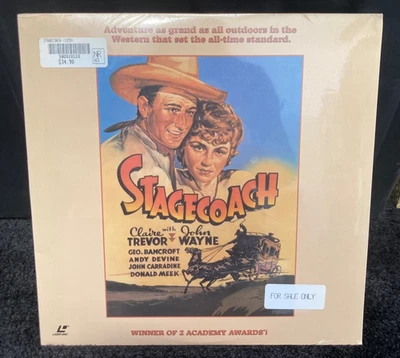 Adventure as grand as all outdoors in the
Western that set the all-time standard.
$34.98
NR
STAGECOACH
Claire with John
TREVOR WAYNE
GEO. BANCROFT
ANDY DEVINE
JOHN CARRADINE
DONALD MEEK
FOR SALE ONLY
WINNER OF 2 ACADEMY AWARDS!